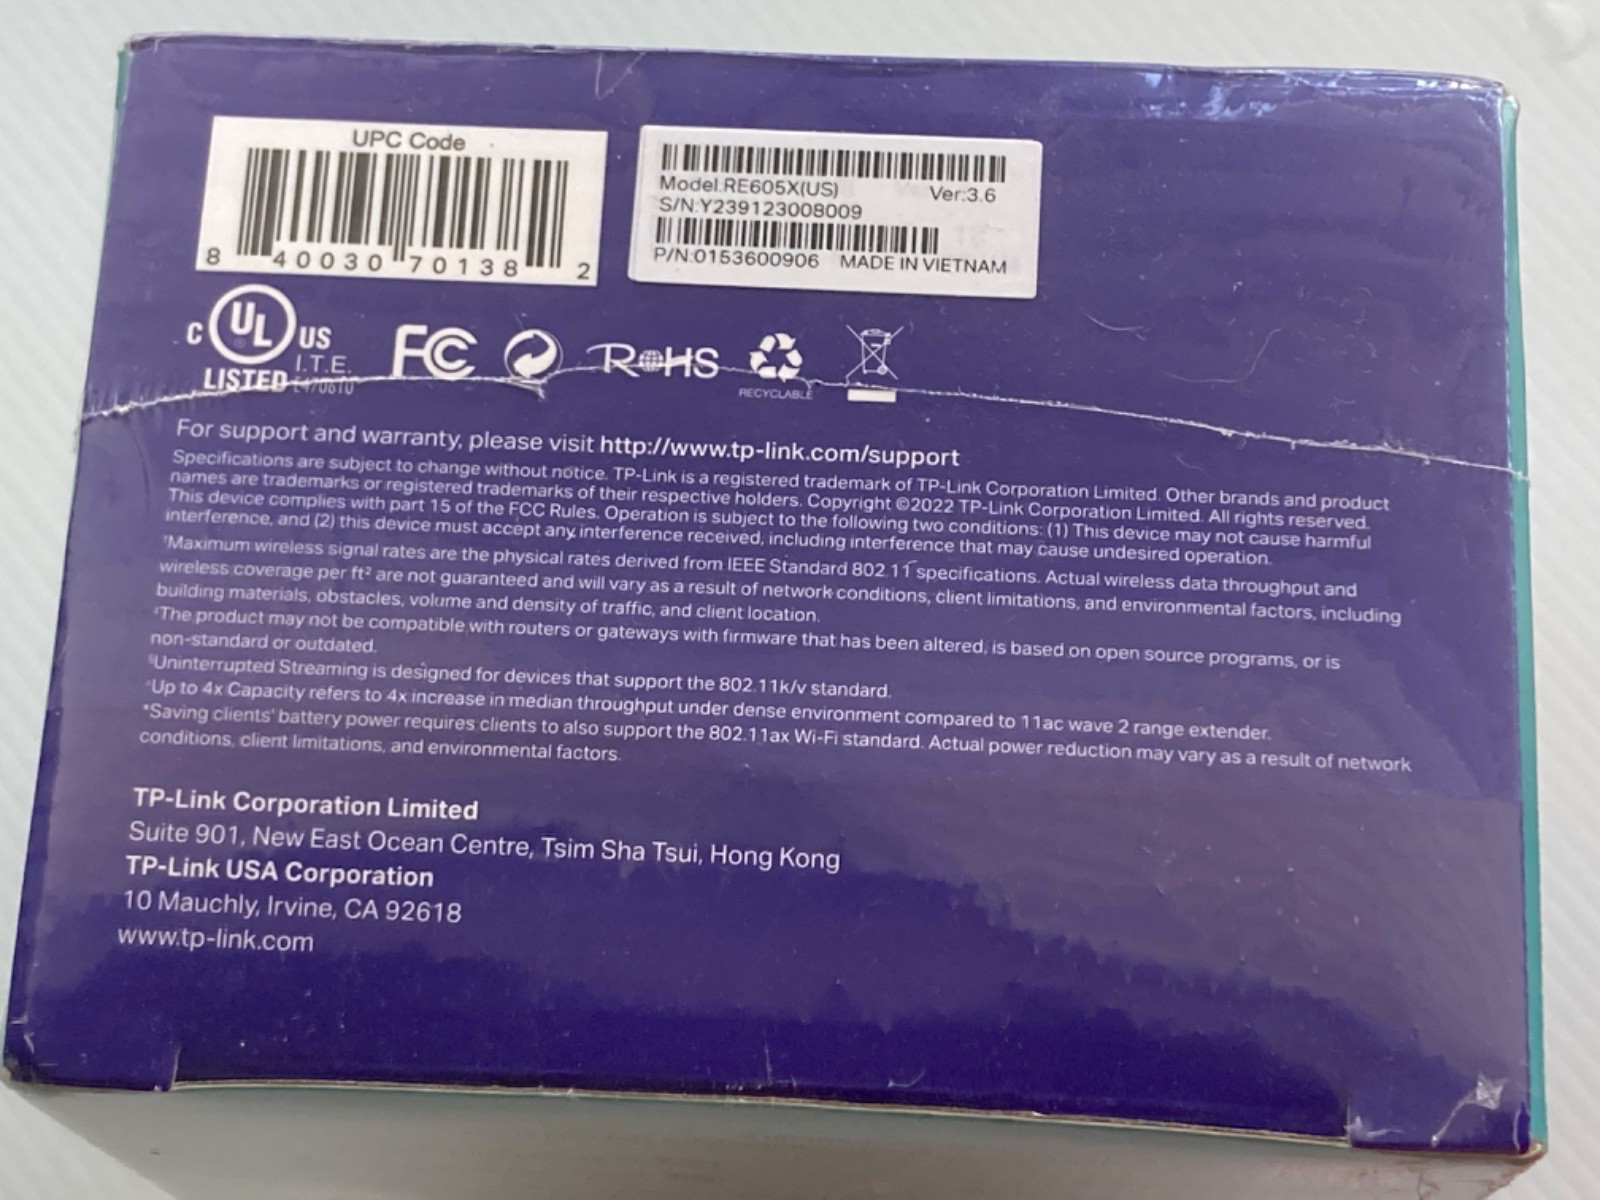 UPC Code
8 40030 70138 2
Model:RE605X(US) Ver:3.6
S/N:Y239123008009
P/N:0153600906 MADE IN VIETNAM
C UL US
I.T.E.
LISTED
FC
RoHS
RECYCLABLE
For support and warranty, please visit http://www.tp-link.com/support
Specifications are subject to change without notice. TP-Link is a registered trademark of TP-Link Corporation Limited. Other brands and product
names are trademarks or registered trademarks of their respective holders. Copyright ©2022 TP-Link Corporation Limited. All rights reserved.
This device complies with part 15 of the FCC Rules. Operation is subject to the following two conditions: (1) This device may not cause harmful
interference, and (2) this device must accept any interference received, including interference that may cause undesired operation.
†Maximum wireless signal rates are the physical rates derived from IEEE Standard 802.11 specifications. Actual wireless data throughput and
wireless coverage per ft² are not guaranteed and will vary as a result of network conditions, client limitations, and environmental factors, including
building materials, obstacles, volume and density of traffic, and client location.
‡The product may not be compatible with routers or gateways with firmware that has been altered, is based on open source programs, or is
non-standard or outdated.
§Uninterrupted Streaming is designed for devices that support the 802.11k/v standard.
Up to 4x Capacity refers to 4x increase in median throughput under dense environment compared to 11ac wave 2 range extender.
*Saving clients' battery power requires clients to also support the 802.11ax Wi-Fi standard. Actual power reduction may vary as a result of network
conditions, client limitations, and environmental factors.
TP-Link Corporation Limited
Suite 901, New East Ocean Centre, Tsim Sha Tsui, Hong Kong
TP-Link USA Corporation
10 Mauchly, Irvine, CA 92618
www.tp-link.com